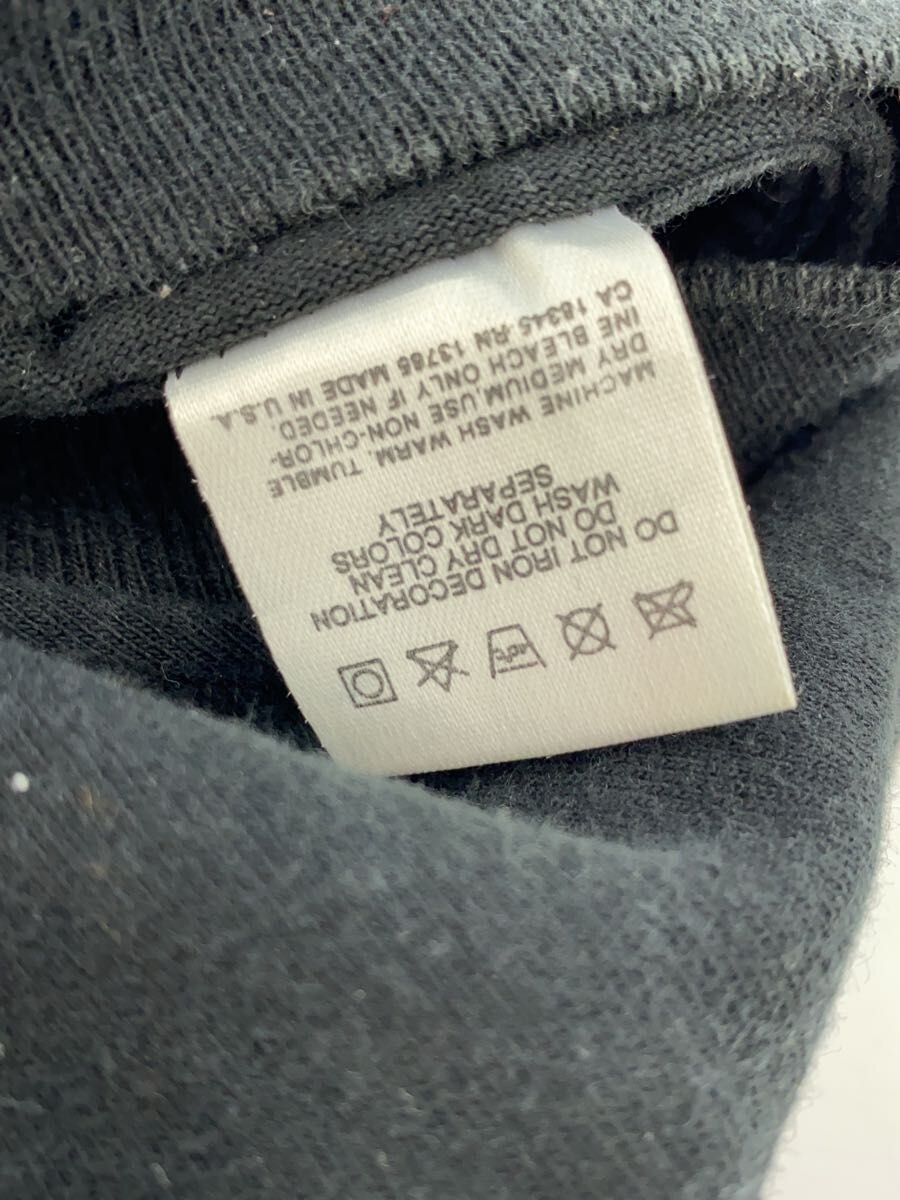 40°C
DO NOT IRON DECORATION
DO NOT DRY CLEAN
WASH DARK COLORS
SEPARATELY
MACHINE WASH WARM, TUMBLE
DRY MEDIUM.USE NON-CHLOR-
INE BLEACH ONLY IF NEEDED.
CA 18345 RN 13765 MADE IN U.S.A.